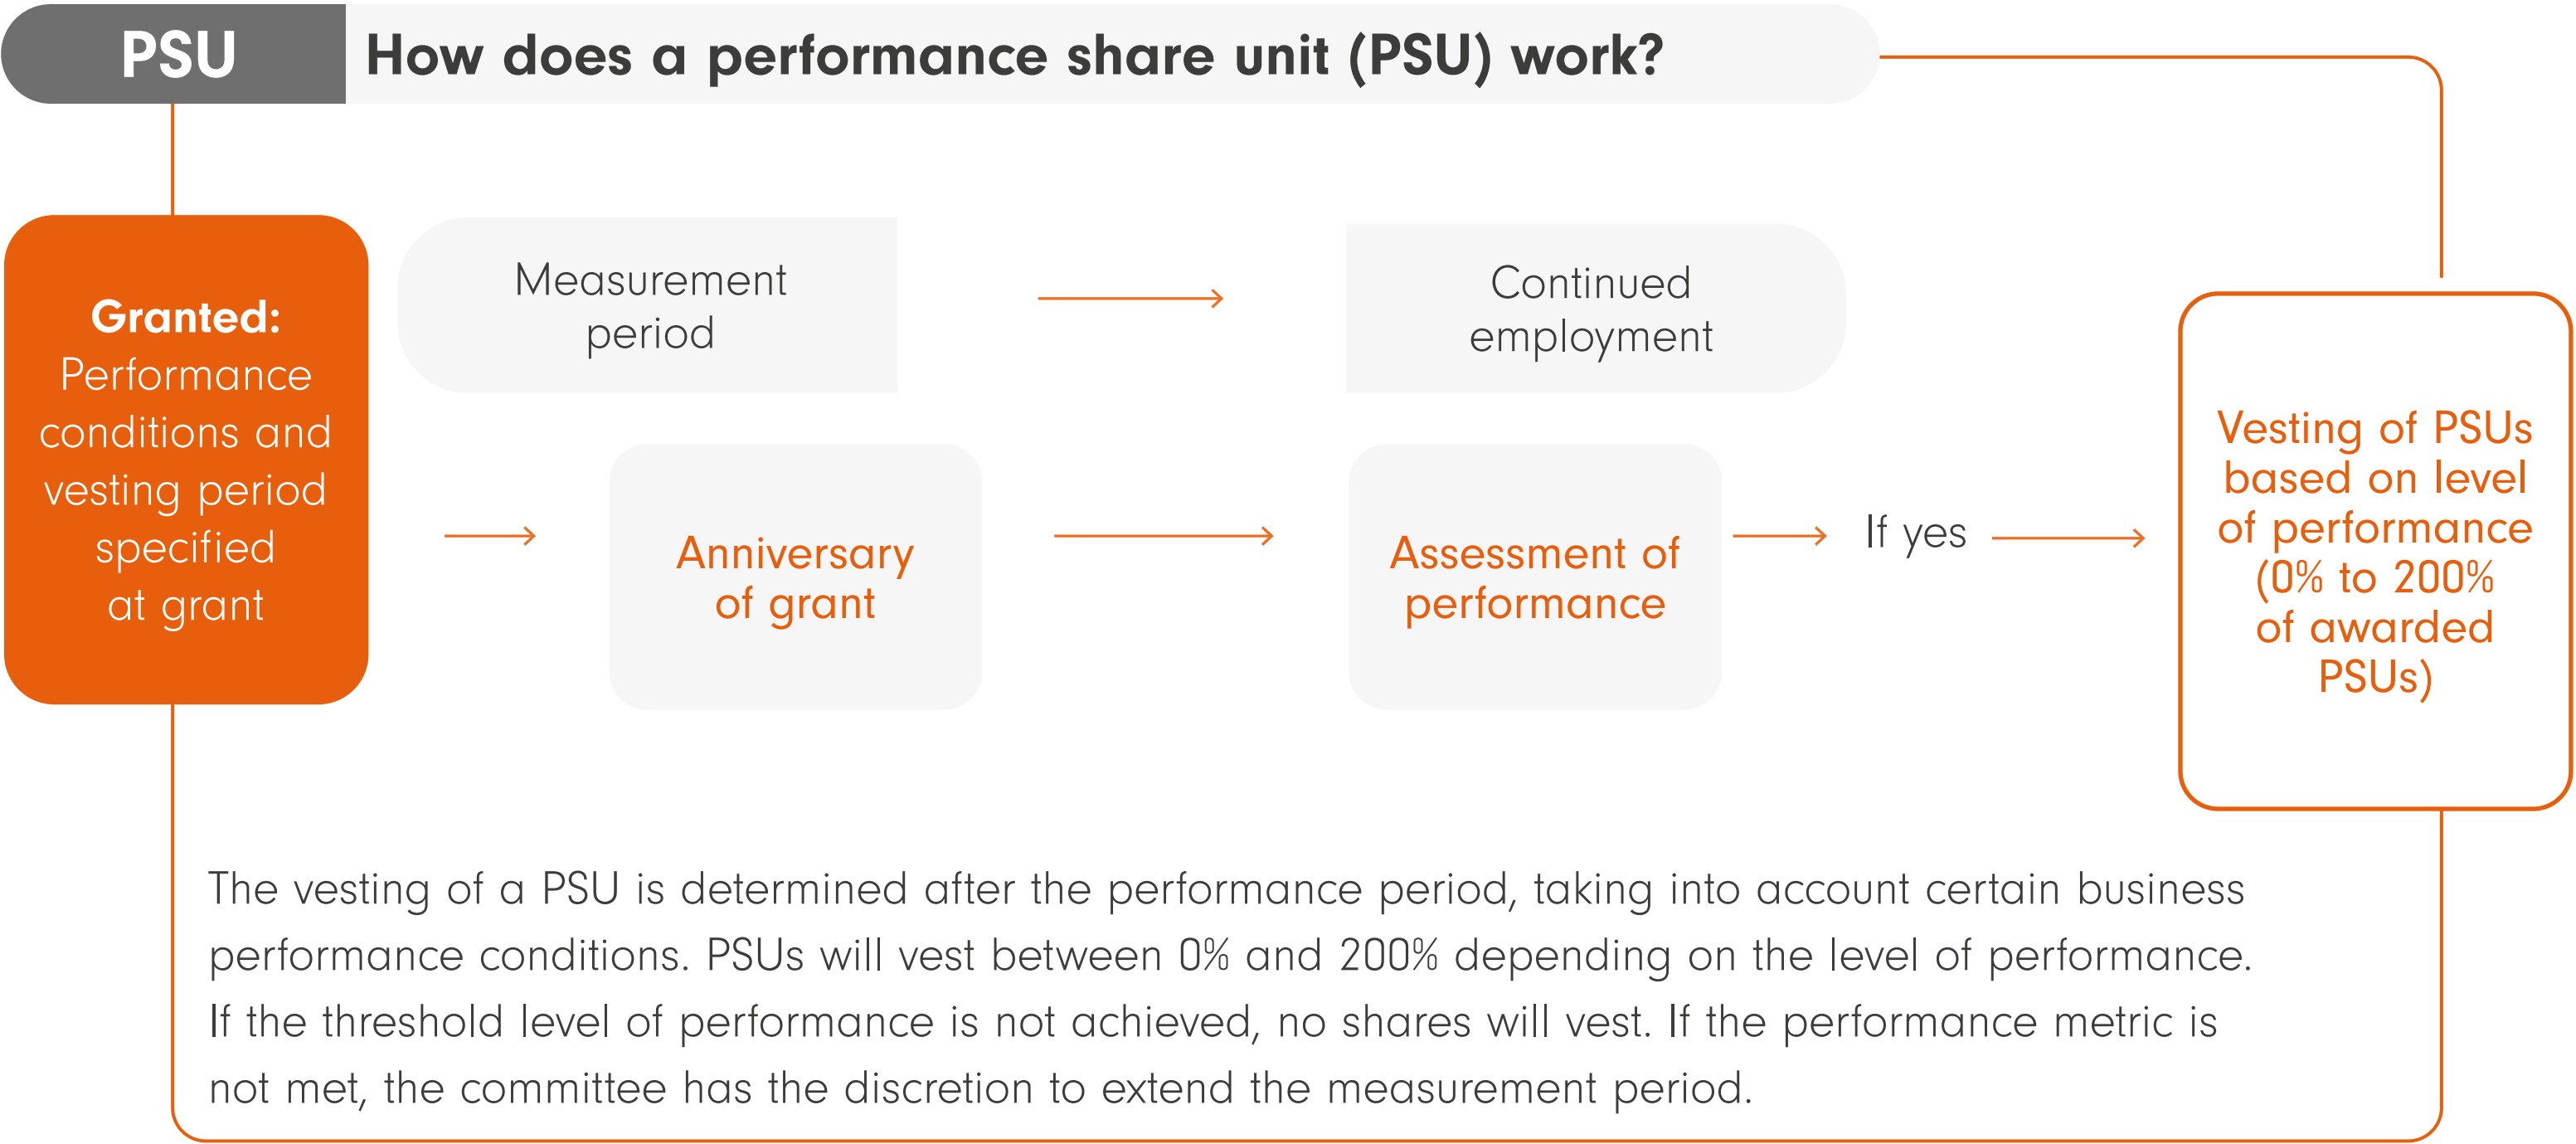 PSU
How does a performance share unit (PSU) work?
Granted:
Performance
conditions and
vesting period
specified
at grant
Measurement
period
Continued
employment
Anniversary
of grant
Assessment of
performance
If yes
Vesting of PSUs
based on level
of performance
(0% to 200%
of awarded
PSUs)
The vesting of a PSU is determined after the performance period, taking into account certain business
performance conditions. PSUs will vest between 0% and 200% depending on the level of performance.
If the threshold level of performance is not achieved, no shares will vest. If the performance metric is
not met, the committee has the discretion to extend the measurement period.